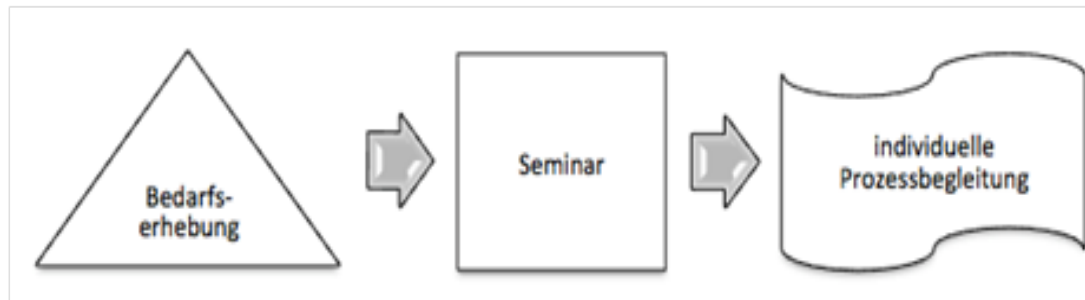 Bedarfs-
erhebung
Seminar
individuelle
Prozessbegleitung